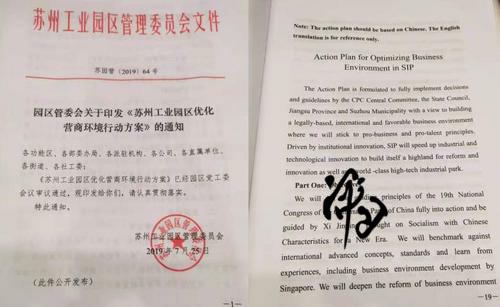 苏州工业园区管理委员会文件
苏园管〔2019〕64号
园区管委会关于印发《苏州工业园区优化
营商环境行动方案》的通知
各功能区、各部委办局、各派驻机构、各公司、各直属单位、
各街道、各社工委:
《苏州工业园区优化营商环境行动方案》已经园区党工委
会议审议通过，现印发给你们，请认真贯彻落实。
特此通知。
苏州工业园区管理委员会
2019年7月25日
(此件公开发布)
—1—
Note: The action plan should be based on Chinese. The English
translation is for reference only.
Action Plan for Optimizing Business
Environment in SIP
The Action Plan is formulated to fully implement decisions
and guidelines by the CPC Central Committee, the State Council,
Jiangsu Province and Suzhou Municipality with a view to building
a legally-based, international and favorable business environment
where we will stick to pro-business and pro-talent principles.
Driven by institutional innovation, SIP will speed up industrial and
technological innovation to build itself a highland for reform and
innovation as well as world -class high-tech industrial park.
Part One:
We will principles of the 19th National
Congress of Party of China fully into action and be
guided by Xi Jinping Thought on Socialism with Chinese
Characteristics for New Era. We will benchmark against
international advanced concepts, standards and learn from
experiences, including business environment development by
Singapore. We will deepen the reform of business environment
—19—